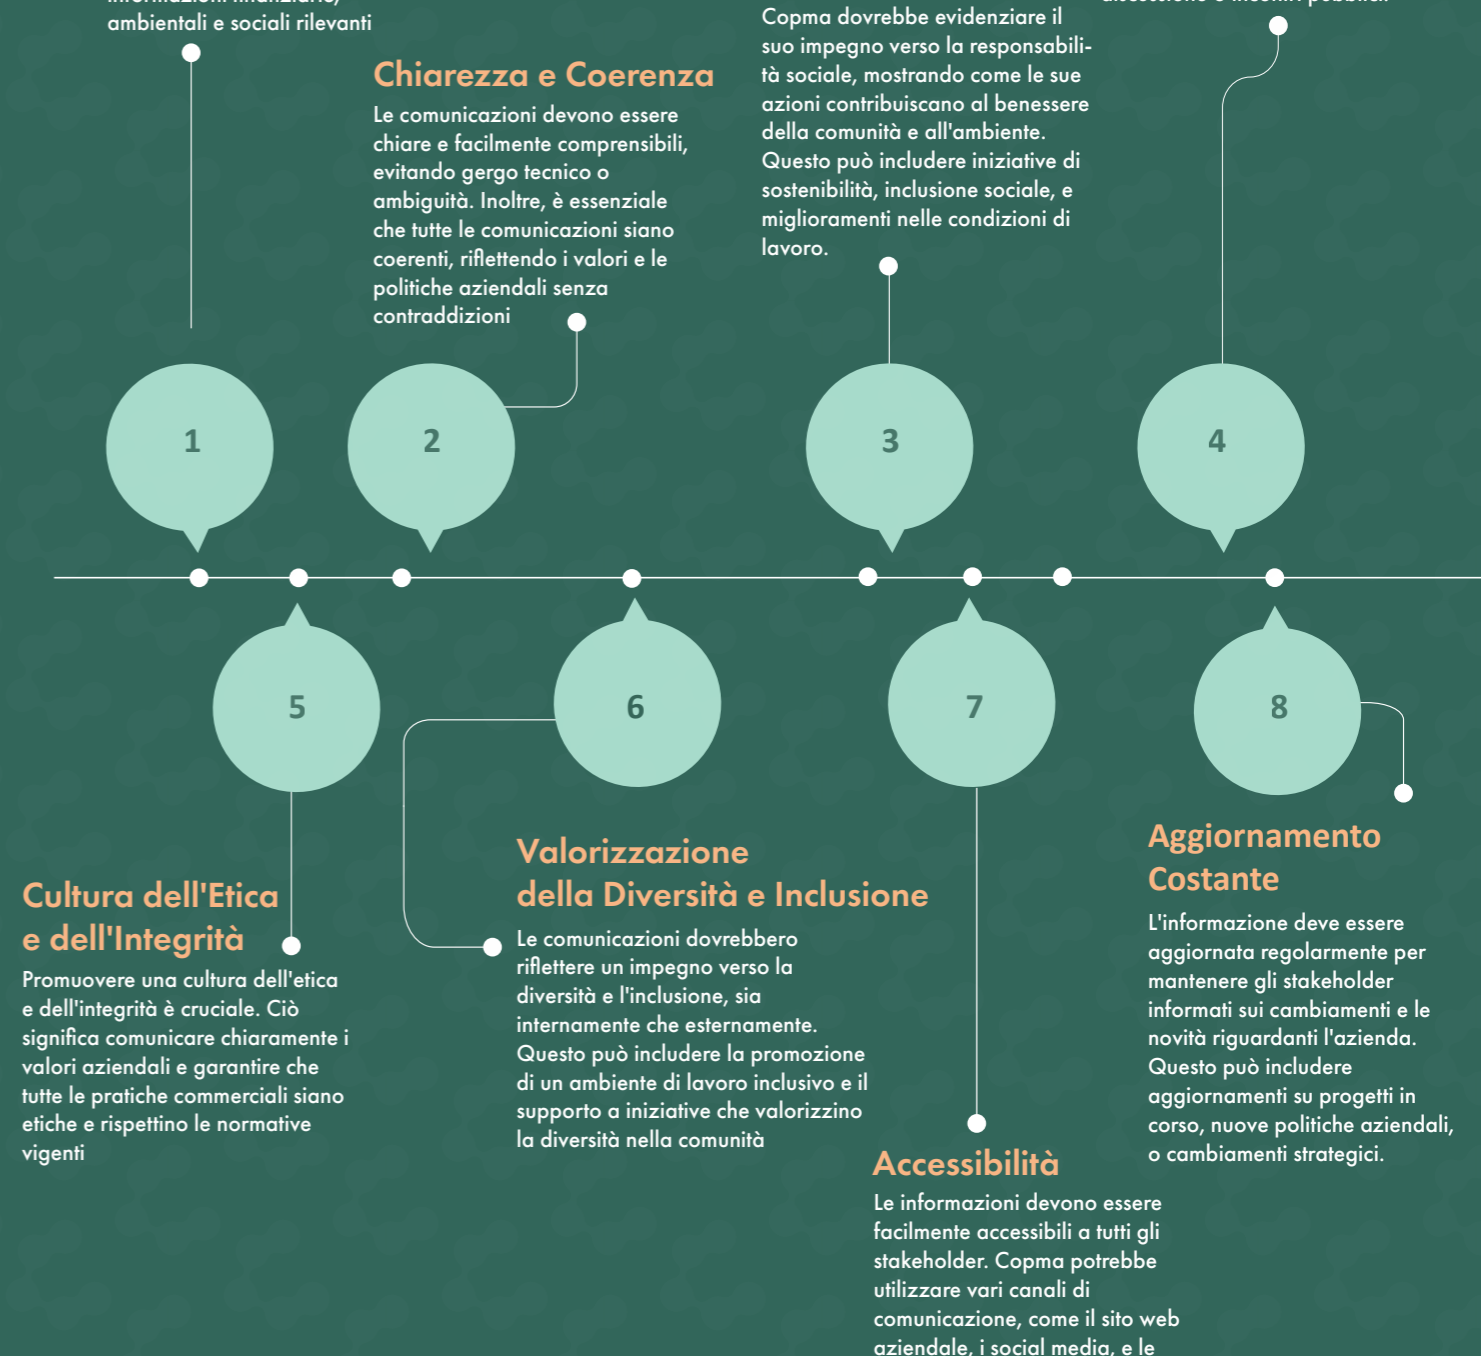 informazioni finanziarie,
ambientali e sociali rilevanti
Chiarezza e Coerenza
Le comunicazioni devono essere
chiare e facilmente comprensibili,
evitando gergo tecnico o
ambiguità. Inoltre, è essenziale
che tutte le comunicazioni siano
coerenti, riflettendo i valori e le
politiche aziendali senza
contraddizioni
Copma dovrebbe evidenziare il
suo impegno verso la responsabili-
tà sociale, mostrando come le sue
azioni contribuiscano al benessere
della comunità e all'ambiente.
Questo può includere iniziative di
sostenibilità, inclusione sociale, e
miglioramenti nelle condizioni di
lavoro.
discussione e incontri pubblici.
1
2
3
4
5
6
7
8
Cultura dell'Etica
e dell'Integrità
Promuovere una cultura dell'etica
e dell'integrità è cruciale. Ciò
significa comunicare chiaramente i
valori aziendali e garantire che
tutte le pratiche commerciali siano
etiche e rispettino le normative
vigenti
Valorizzazione
della Diversità e Inclusione
Le comunicazioni dovrebbero
riflettere un impegno verso la
diversità e l'inclusione, sia
internamente che esternamente.
Questo può includere la promozione
di un ambiente di lavoro inclusivo e il
supporto a iniziative che valorizzino
la diversità nella comunità
Accessibilità
Le informazioni devono essere
facilmente accessibili a tutti gli
stakeholder. Copma potrebbe
utilizzare vari canali di
comunicazione, come il sito web
aziendale, i social media, e le
Aggiornamento
Costante
L'informazione deve essere
aggiornata regolarmente per
mantenere gli stakeholder
informati sui cambiamenti e le
novità riguardanti l'azienda.
Questo può includere
aggiornamenti su progetti in
corso, nuove politiche aziendali,
o cambiamenti strategici.